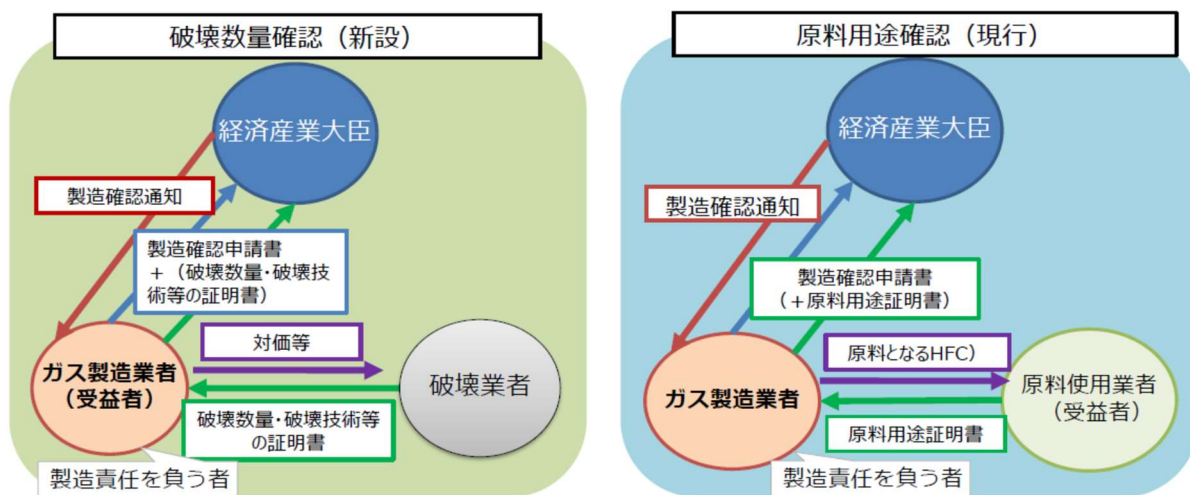 破壊数量確認（新設）
経済産業大臣
製造確認通知
製造確認申請書
＋（破壊数量・破壊技
術等の証明書）
ガス製造業者
（受益者）
対価等
破壊業者
破壊数量・破壊技術等
の証明書
製造責任を負う者
原料用途確認（現行）
経済産業大臣
製造確認通知
製造確認申請書
（＋原料用途証明書）
ガス製造業者
原料となるHFC）
原料使用業者
（受益者）
原料用途証明書
製造責任を負う者